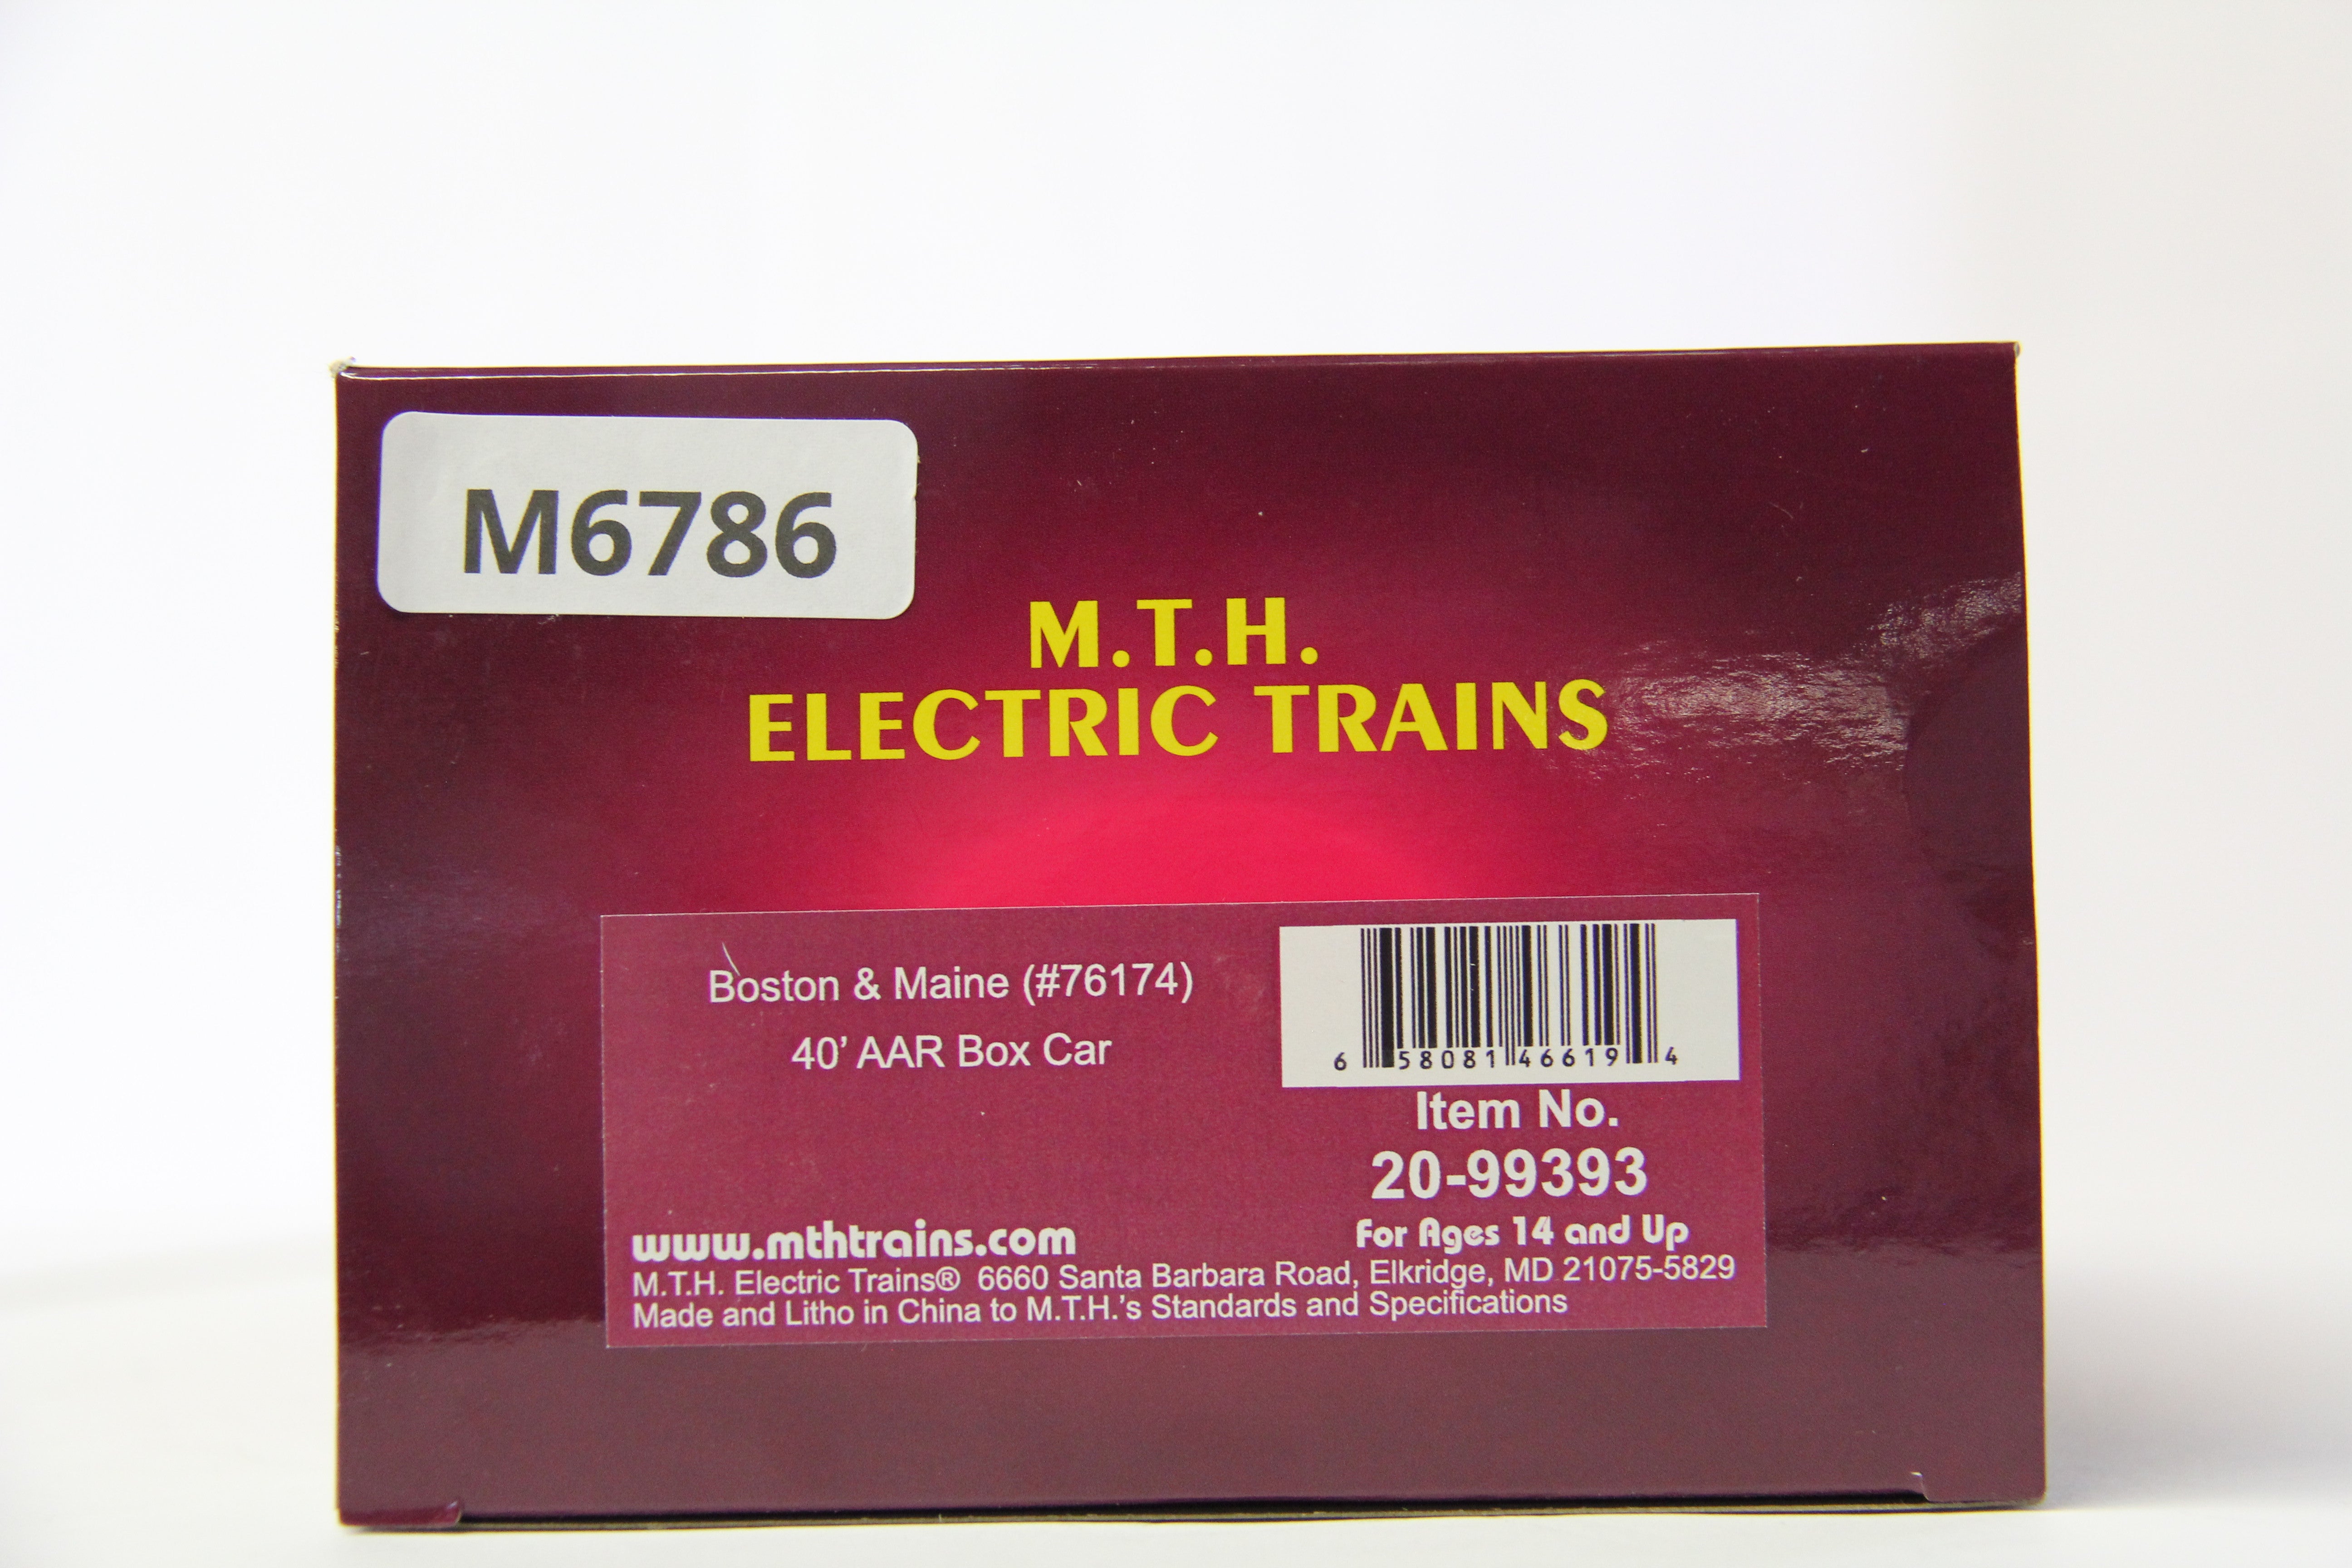 M6786
M.T.H.
ELECTRIC TRAINS
Boston & Maine (#76174)
40' AAR Box Car
6 58081 46619 4
Item No.
20-99393
www.mthtrains.com
For Ages 14 and Up
M.T.H. Electric Trains® 6660 Santa Barbara Road, Elkridge, MD 21075-5829
Made and Litho in China to M.T.H.'s Standards and Specifications